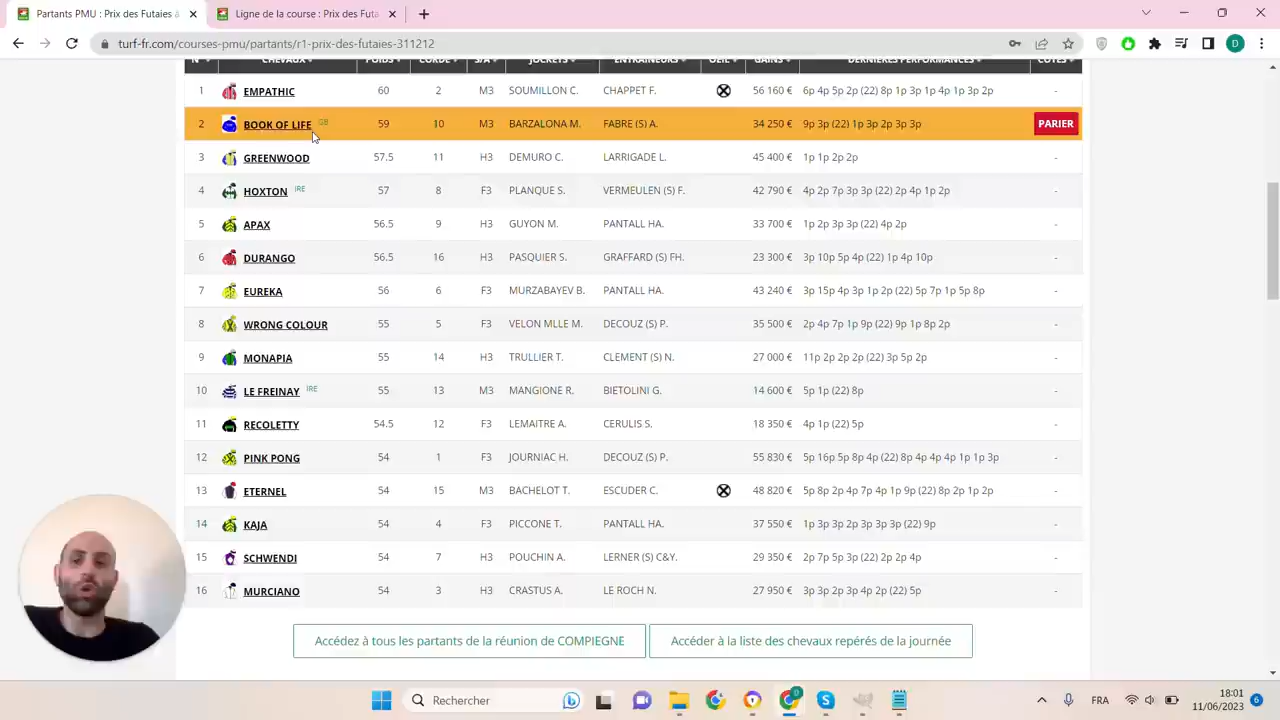 Partants PMU : Prix des Futaies à
Ligne de la course : Prix des Futa
turf-fr.com/courses-pmu/partants/r1-prix-des-futaies-311212
D
N° CHEVAUX POIDS CORDE S/A JOCKEYS ENTRAINEURS OEIL GAINS DERNIÈRES PERFORMANCES COTES
1 EMPATHIC 60 2 M3 SOUMILLON C. CHAPPET F. 56 160 € 6p 4p 5p 2p (22) 8p 1p 3p 1p 4p 1p 3p 2p -
2 BOOK OF LIFE GB 59 10 M3 BARZALONA M. FABRE (S) A. 34 250 € 9p 3p (22) 1p 3p 2p 3p 3p PARIER
3 GREENWOOD 57.5 11 H3 DEMURO C. LARRIGADE L. 45 400 € 1p 1p 2p 2p -
4 HOXTON IRE 57 8 F3 PLANQUE S. VERMEULEN (S) F. 42 790 € 4p 2p 7p 3p 3p (22) 2p 4p 1p 2p -
5 APAX 56.5 9 H3 GUYON M. PANTALL HA. 33 700 € 1p 2p 3p 3p (22) 4p 2p -
6 DURANGO 56.5 16 H3 PASQUIER S. GRAFFARD (S) FH. 23 300 € 3p 10p 5p 4p (22) 1p 4p 10p -
7 EUREKA 56 6 F3 MURZABAYEV B. PANTALL HA. 43 240 € 3p 15p 4p 3p 1p 2p (22) 5p 7p 1p 5p 8p -
8 WRONG COLOUR 55 5 F3 VELON MLLE M. DECOUZ (S) P. 35 500 € 2p 4p 7p 1p 9p (22) 9p 1p 8p 2p -
9 MONAPIA 55 14 H3 TRULLIER T. CLEMENT (S) N. 27 000 € 11p 2p 2p 2p (22) 3p 5p 2p -
10 LE FREINAY IRE 55 13 M3 MANGIONE R. BIETOLINI G. 14 600 € 5p 1p (22) 8p -
11 RECOLETTY 54.5 12 F3 LEMAITRE A. CERULIS S. 18 350 € 4p 1p (22) 5p -
12 PINK PONG 54 1 F3 JOURNIAC H. DECOUZ (S) P. 55 830 € 5p 16p 5p 8p 4p (22) 8p 4p 4p 4p 1p 1p 3p -
13 ETERNEL 54 15 M3 BACHELOT T. ESCUDER C. 48 820 € 5p 8p 2p 4p 7p 4p 1p 9p (22) 8p 2p 1p 2p -
14 KAJA 54 4 F3 PICCONE T. PANTALL HA. 37 550 € 1p 3p 3p 2p 3p 3p 3p (22) 9p -
15 SCHWENDI 54 7 H3 POUCHIN A. LERNER (S) C&Y. 29 350 € 2p 7p 5p 3p (22) 2p 2p 4p -
16 MURCIANO 54 3 H3 CRASTUS A. LE ROCH N. 27 950 € 3p 3p 2p 3p 4p 2p (22) 5p -
Accédez à tous les partants de la réunion de COMPIEGNE
Accéder à la liste des chevaux repérés de la journée
Rechercher
FRA
18:01
11/06/2023
6